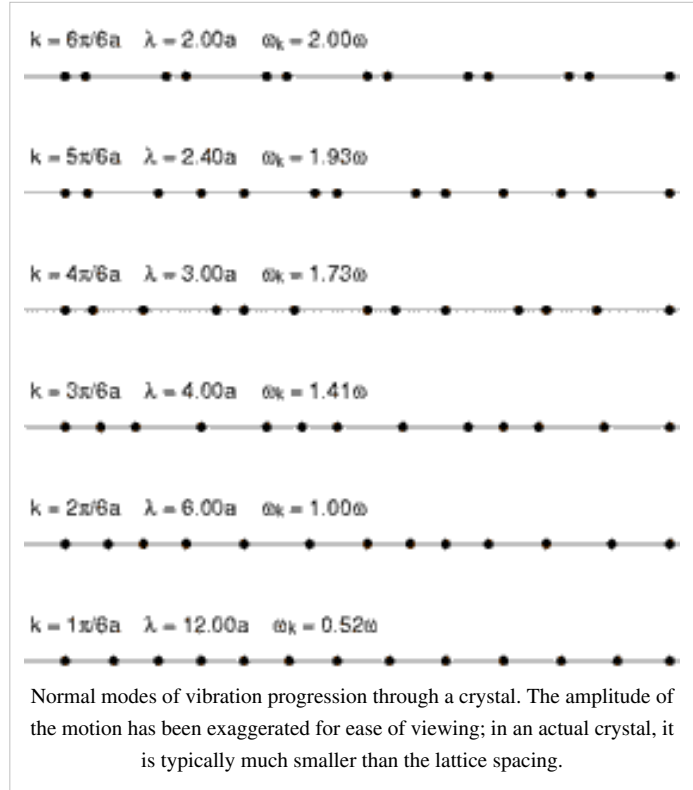 k = 6π/6a λ = 2.00a ωk = 2.00ω
k = 5π/6a λ = 2.40a ωk = 1.93ω
k = 4π/6a λ = 3.00a ωk = 1.73ω
k = 3π/6a λ = 4.00a ωk = 1.41ω
k = 2π/6a λ = 6.00a ωk = 1.00ω
k = 1π/6a λ = 12.00a ωk = 0.52ω
Normal modes of vibration progression through a crystal. The amplitude of
the motion has been exaggerated for ease of viewing; in an actual crystal, it
is typically much smaller than the lattice spacing.